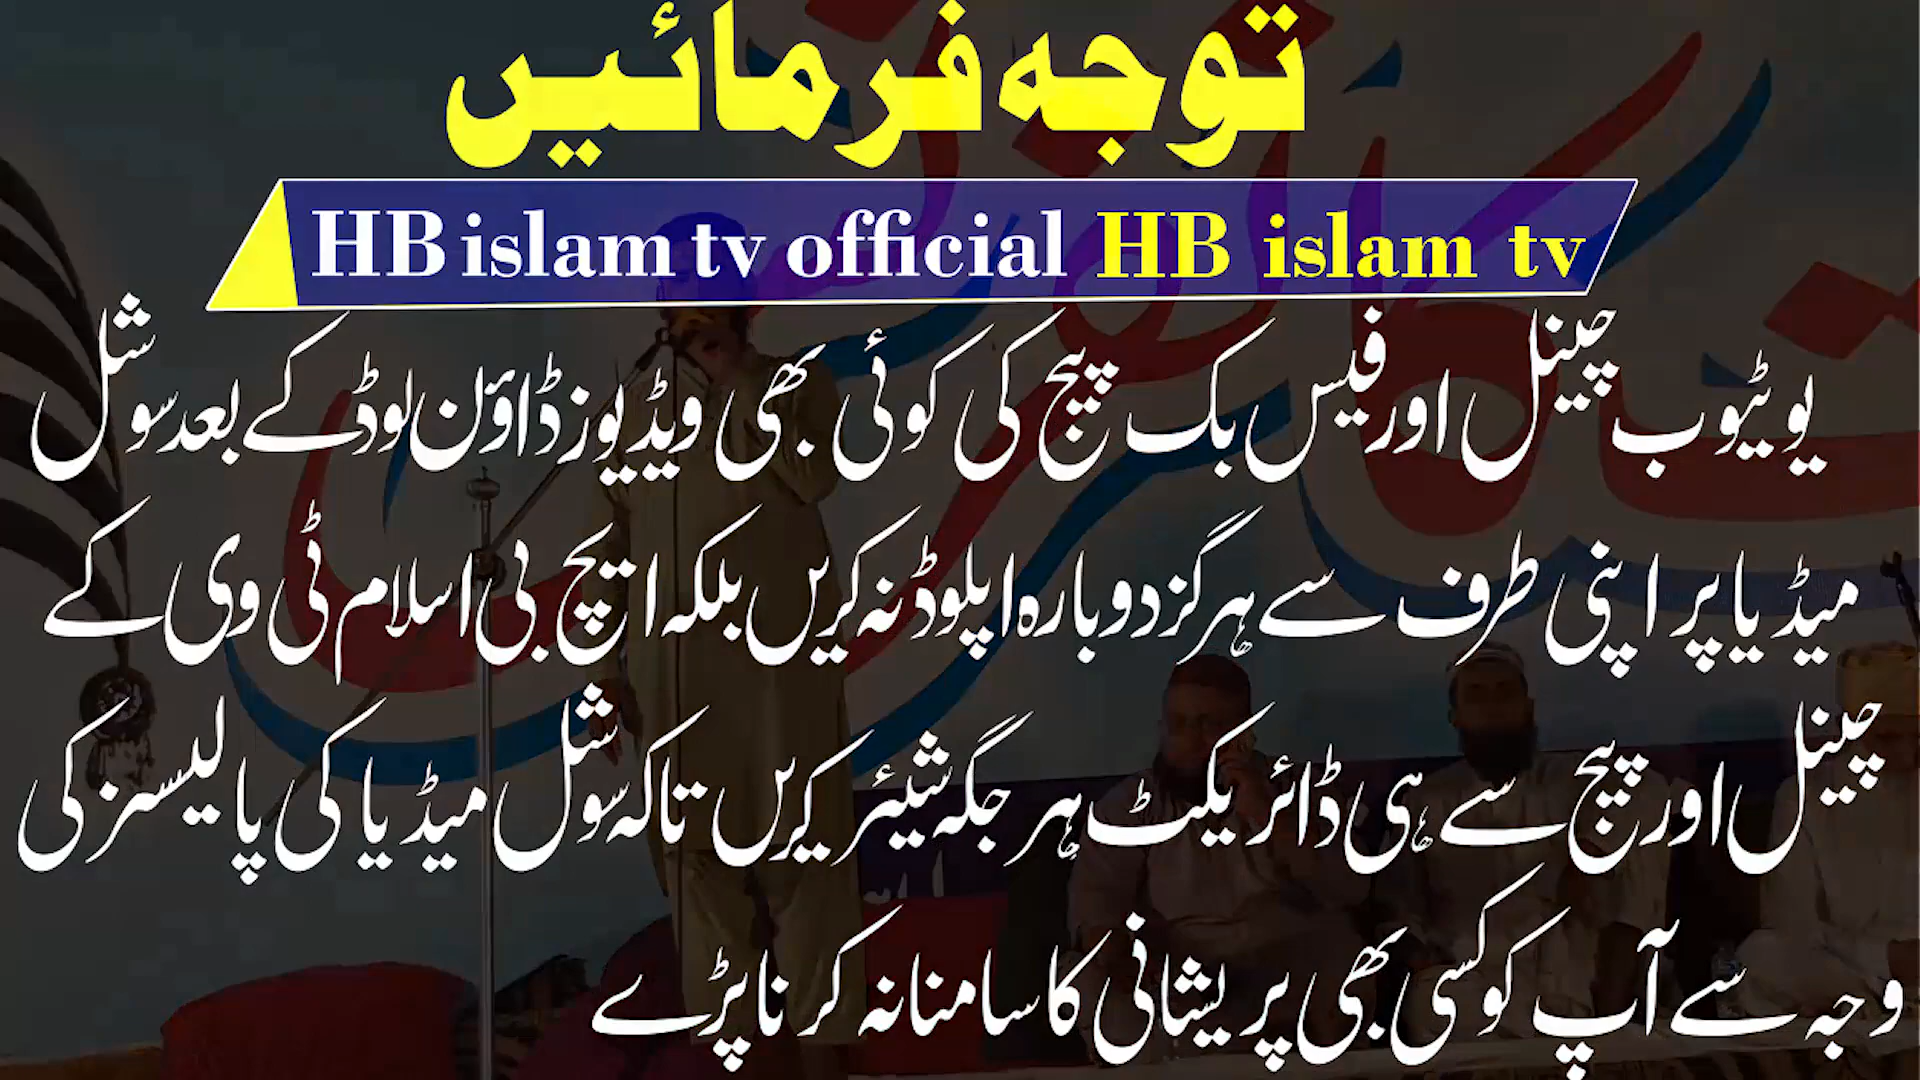 توجہ فرمائیں
HB islam tv official HB islam tv
یوٹیوب چینل اور فیس بک پیج کی کوئی بھی ویڈیوز ڈاؤن لوڈ کے بعد سوشل
میڈیا پر اپنی طرف سے ہرگز دوبارہ اپلوڈ نہ کریں بلکہ ایچ بی اسلام ٹی وی کے
چینل اور پیج سے ہی ڈائریکٹ ہر جگہ شیئر کریں تاکہ سوشل میڈیا کی پالیسز کی
وجہ سے آپ کو کسی بھی پریشانی کا سامنا نہ کرنا پڑے